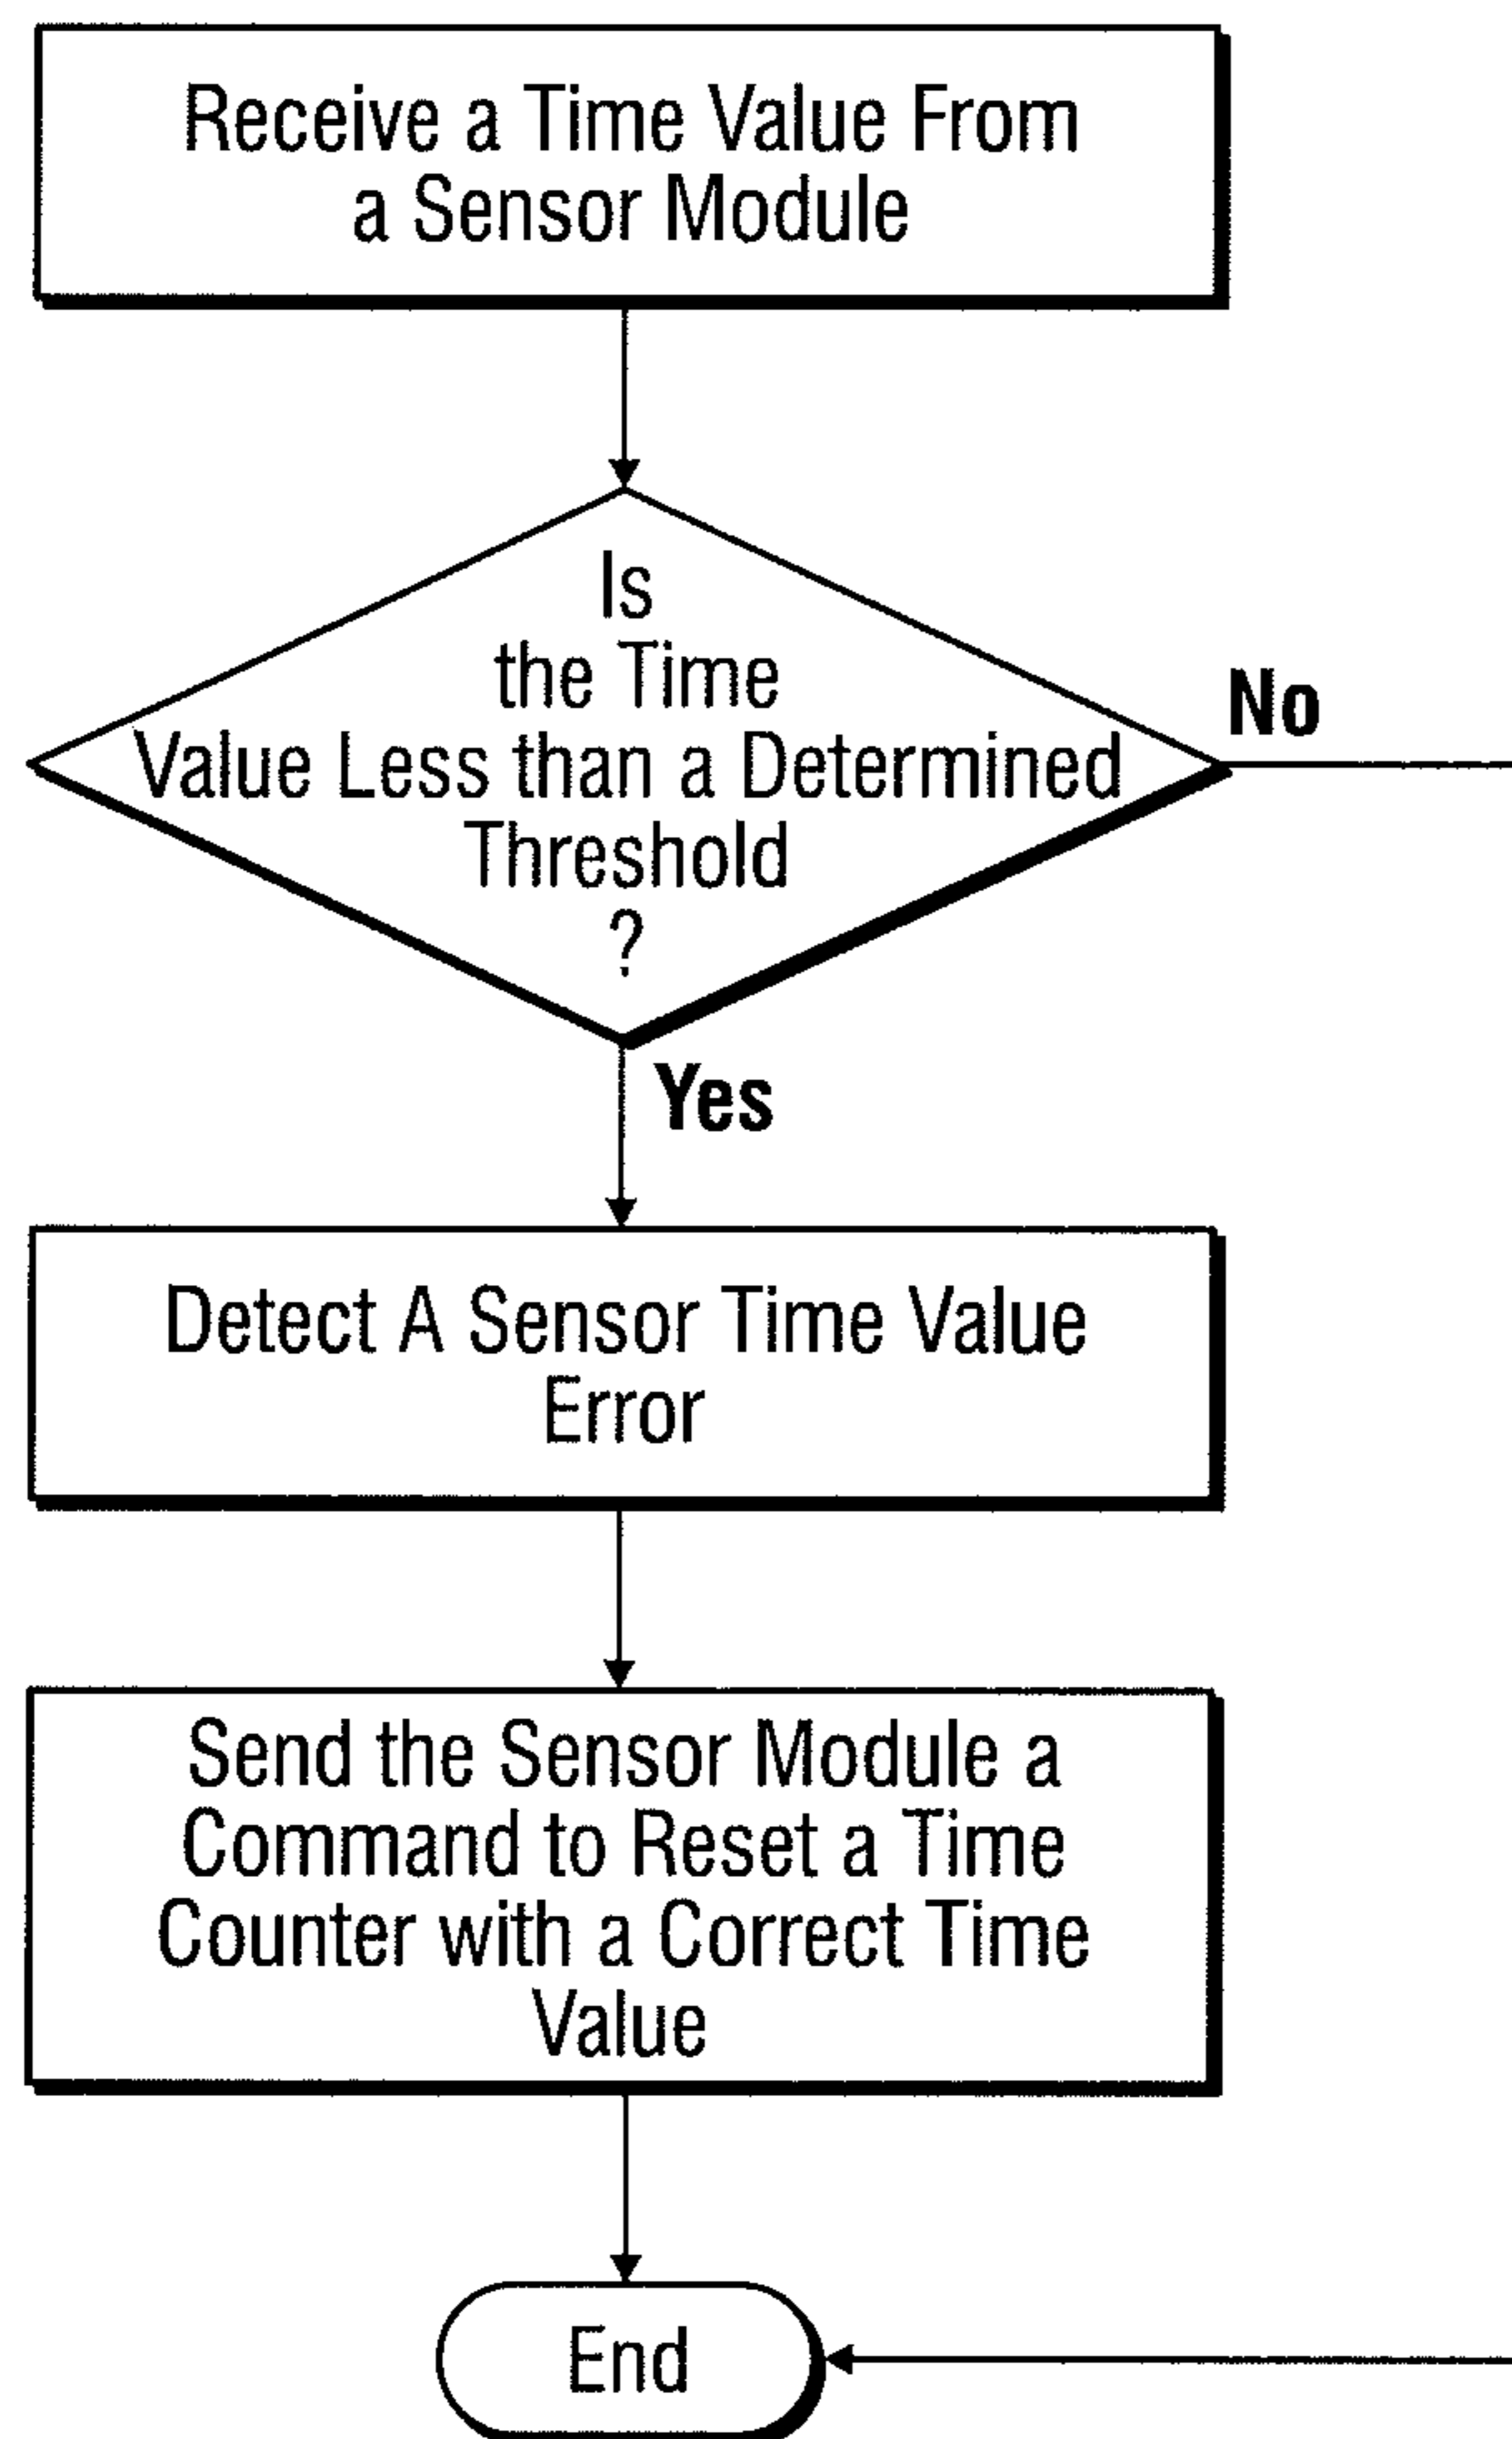 Receive a Time Value From
a Sensor Module
Is
the Time
Value Less than a Determined
Threshold
?
No
Yes
Detect A Sensor Time Value
Error
Send the Sensor Module a
Command to Reset a Time
Counter with a Correct Time
Value
End